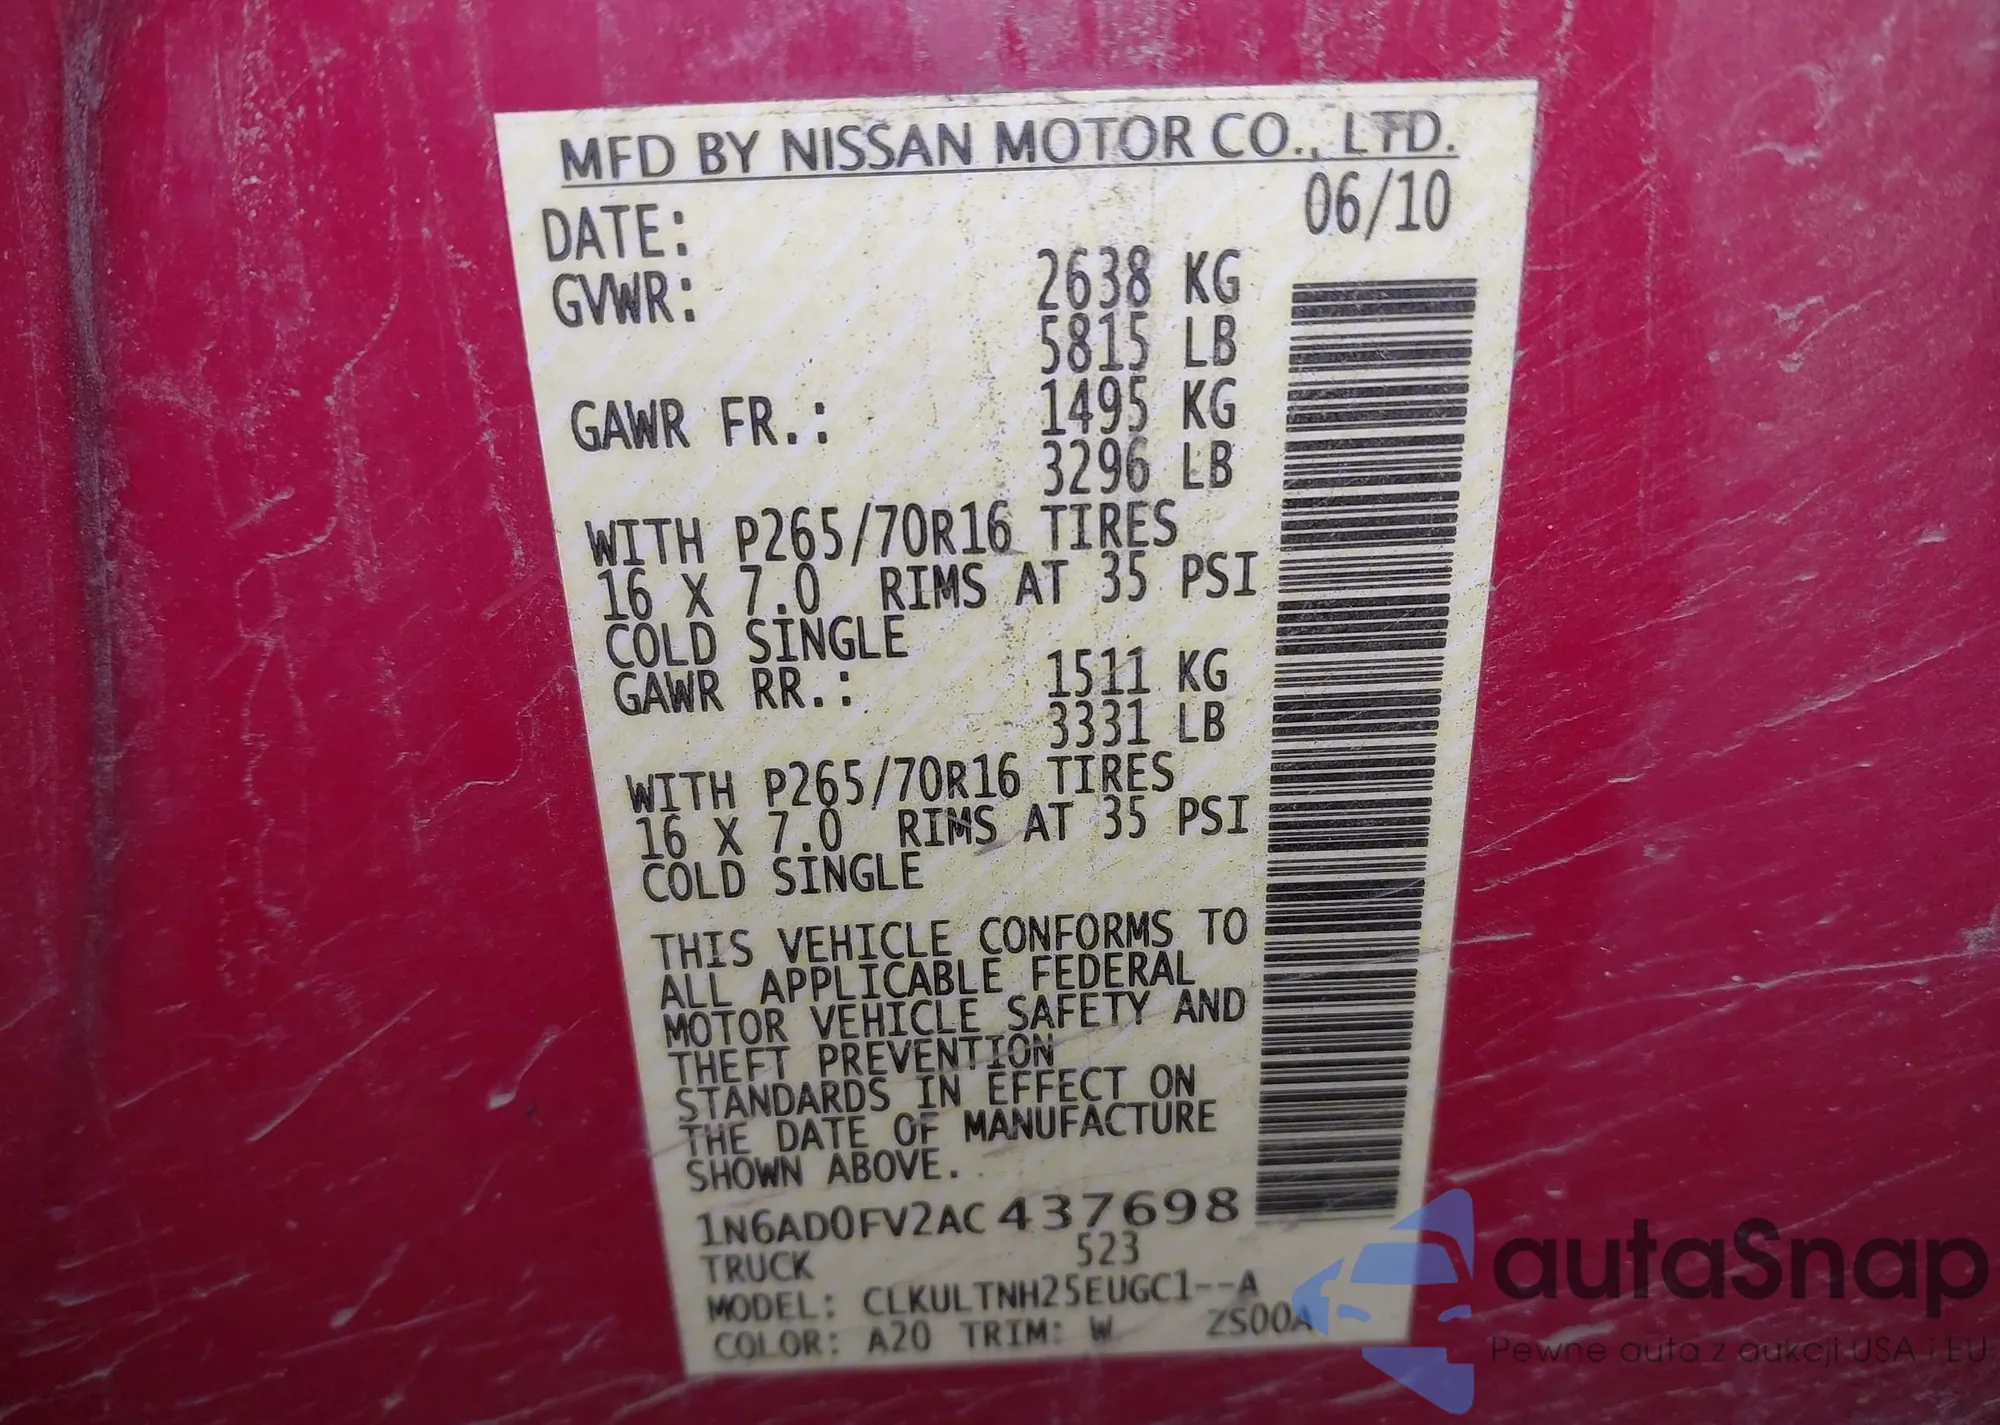 MFD BY NISSAN MOTOR CO., LTD.
DATE: 06/10
GVWR: 2638 KG
5815 LB
GAWR FR.: 1495 KG
3296 LB
WITH P265/70R16 TIRES
16 X 7.0 RIMS AT 35 PSI
COLD SINGLE
GAWR RR.: 1511 KG
3331 LB
WITH P265/70R16 TIRES
16 X 7.0 RIMS AT 35 PSI
COLD SINGLE
THIS VEHICLE CONFORMS TO
ALL APPLICABLE FEDERAL
MOTOR VEHICLE SAFETY AND
THEFT PREVENTION
STANDARDS IN EFFECT ON
THE DATE OF MANUFACTURE
SHOWN ABOVE.
1N6AD0FV2AC437698
TRUCK 523
MODEL: CLKULTNH25EUGC1--A
COLOR: A20 TRIM: W ZS00A
autaSnap
Pewne auta z aukcji USA i EU